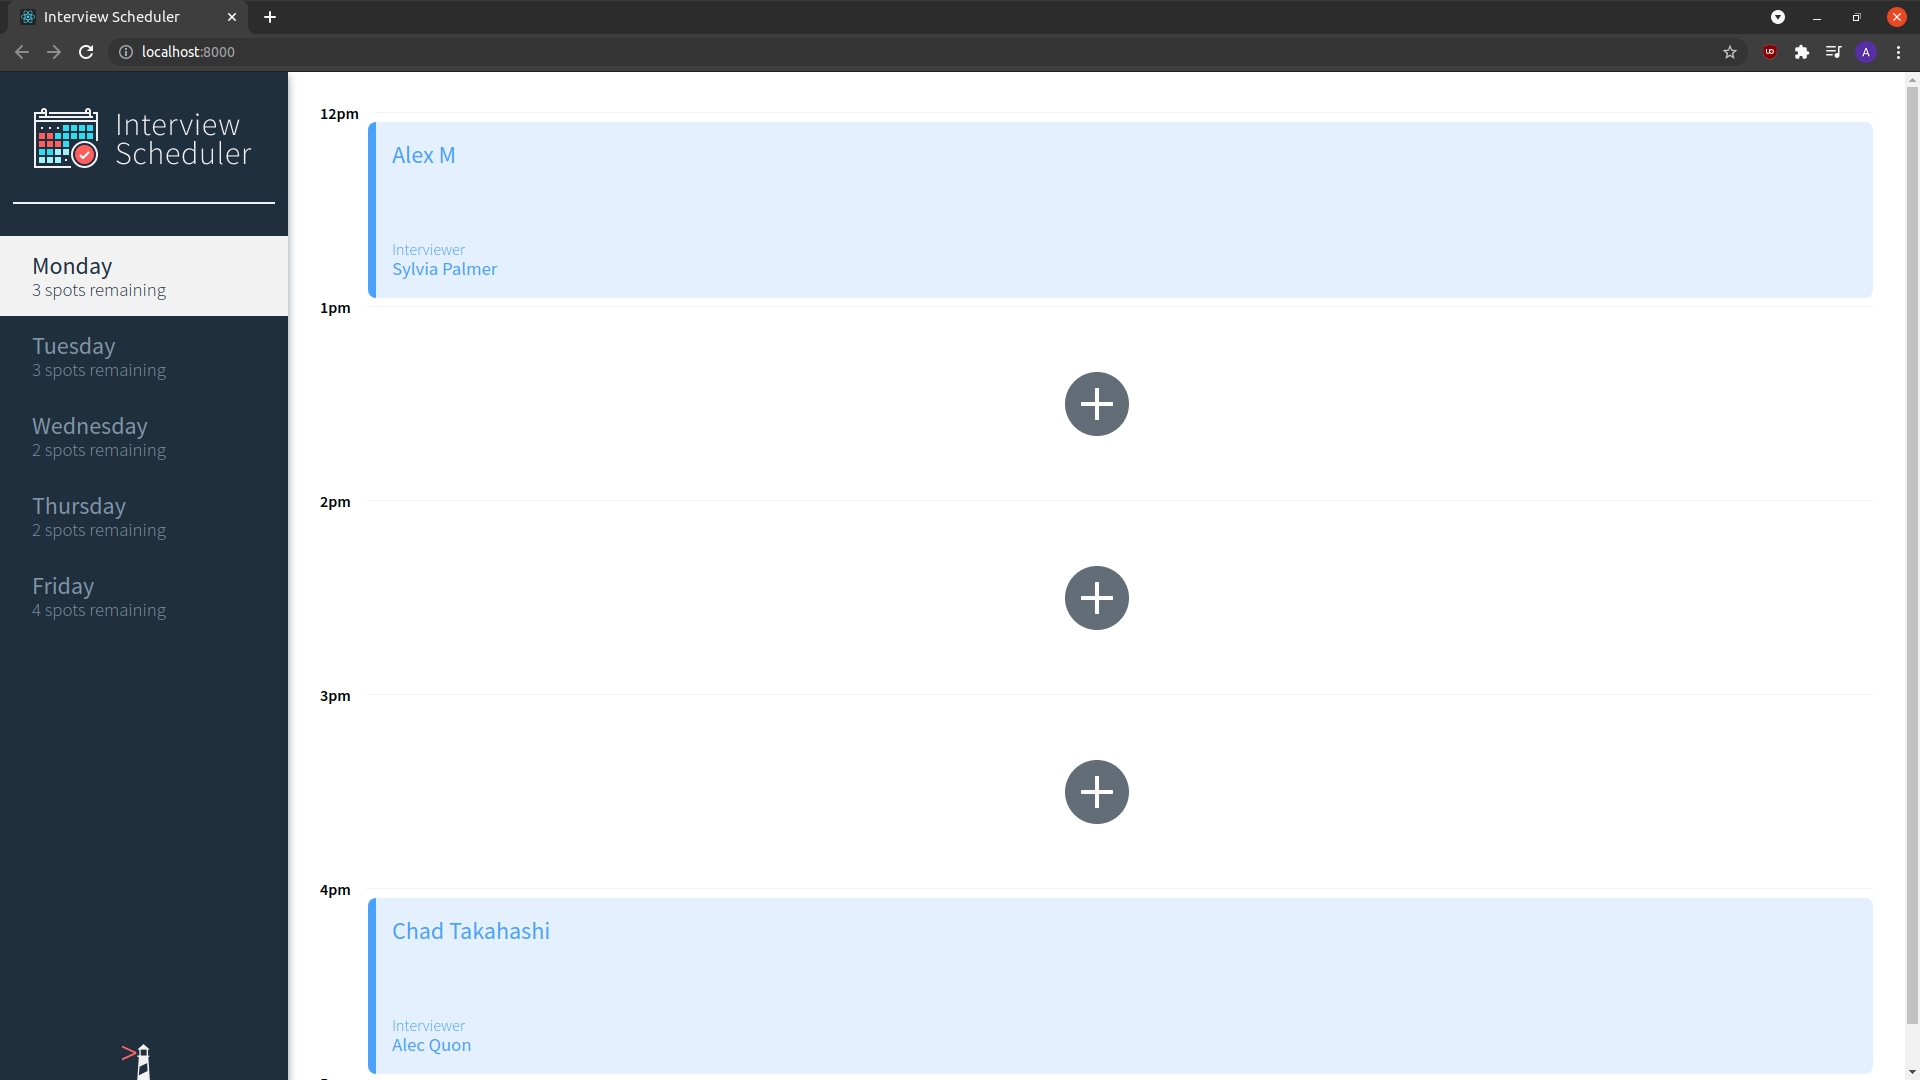 Interview Scheduler
localhost:8000
A
Interview
Scheduler
Monday
3 spots remaining
Tuesday
3 spots remaining
Wednesday
2 spots remaining
Thursday
2 spots remaining
Friday
4 spots remaining
12pm
Alex M
Interviewer
Sylvia Palmer
1pm
2pm
3pm
4pm
Chad Takahashi
Interviewer
Alec Quon